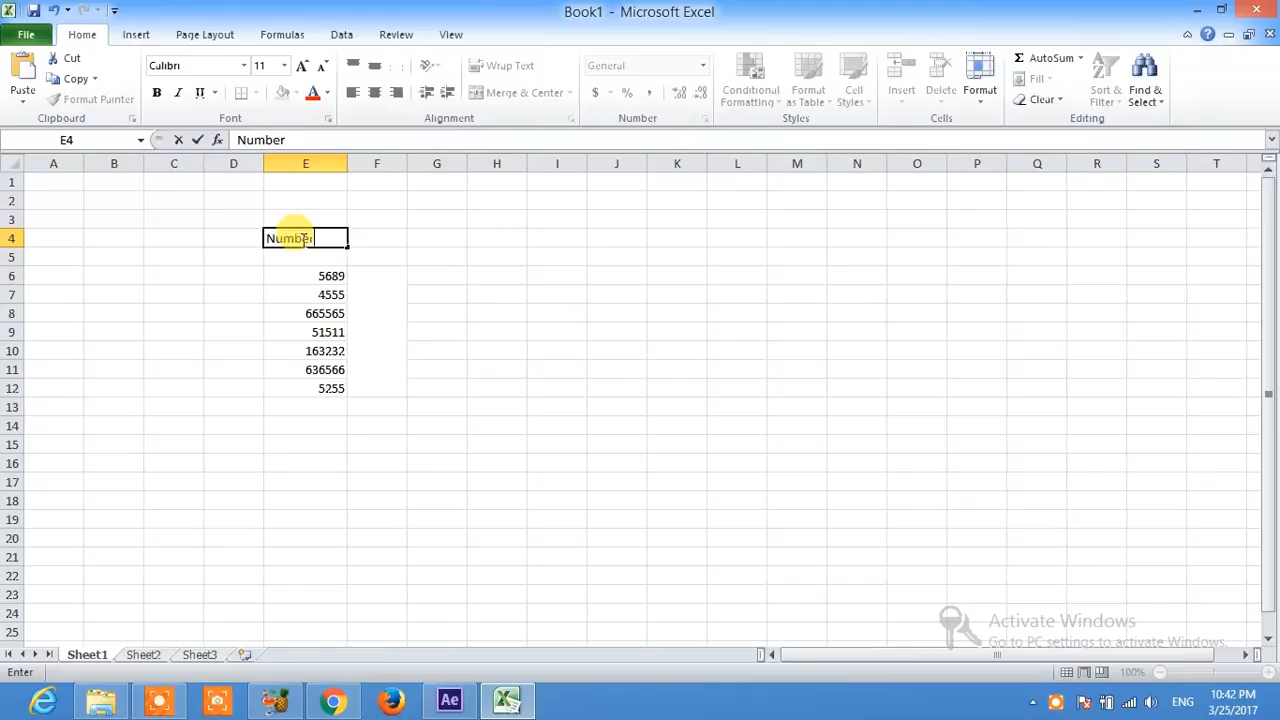 Book1 - Microsoft Excel
File Home Insert Page Layout Formulas Data Review View
Paste Cut Copy Format Painter Clipboard
Calibri 11 A A B I U A Font
Wrap Text Merge & Center Alignment
General $ % , Number
Conditional Formatting Format as Table Cell Styles Styles
Insert Delete Format Cells
Σ AutoSum Fill Clear Sort & Filter Find & Select Editing
E4 fx Number
A B C D E F G H I J K L M N O P Q R S T
1
2
3
4 Number
5
6 5689
7 4555
8 665565
9 51511
10 163232
11 636566
12 5255
13
14
15
16
17
18
19
20
21
22
23
24
25
Activate Windows
Go to PC settings to activate Windows.
Sheet1 Sheet2 Sheet3
Enter 100%
Ae ENG 10:42 PM
3/25/2017